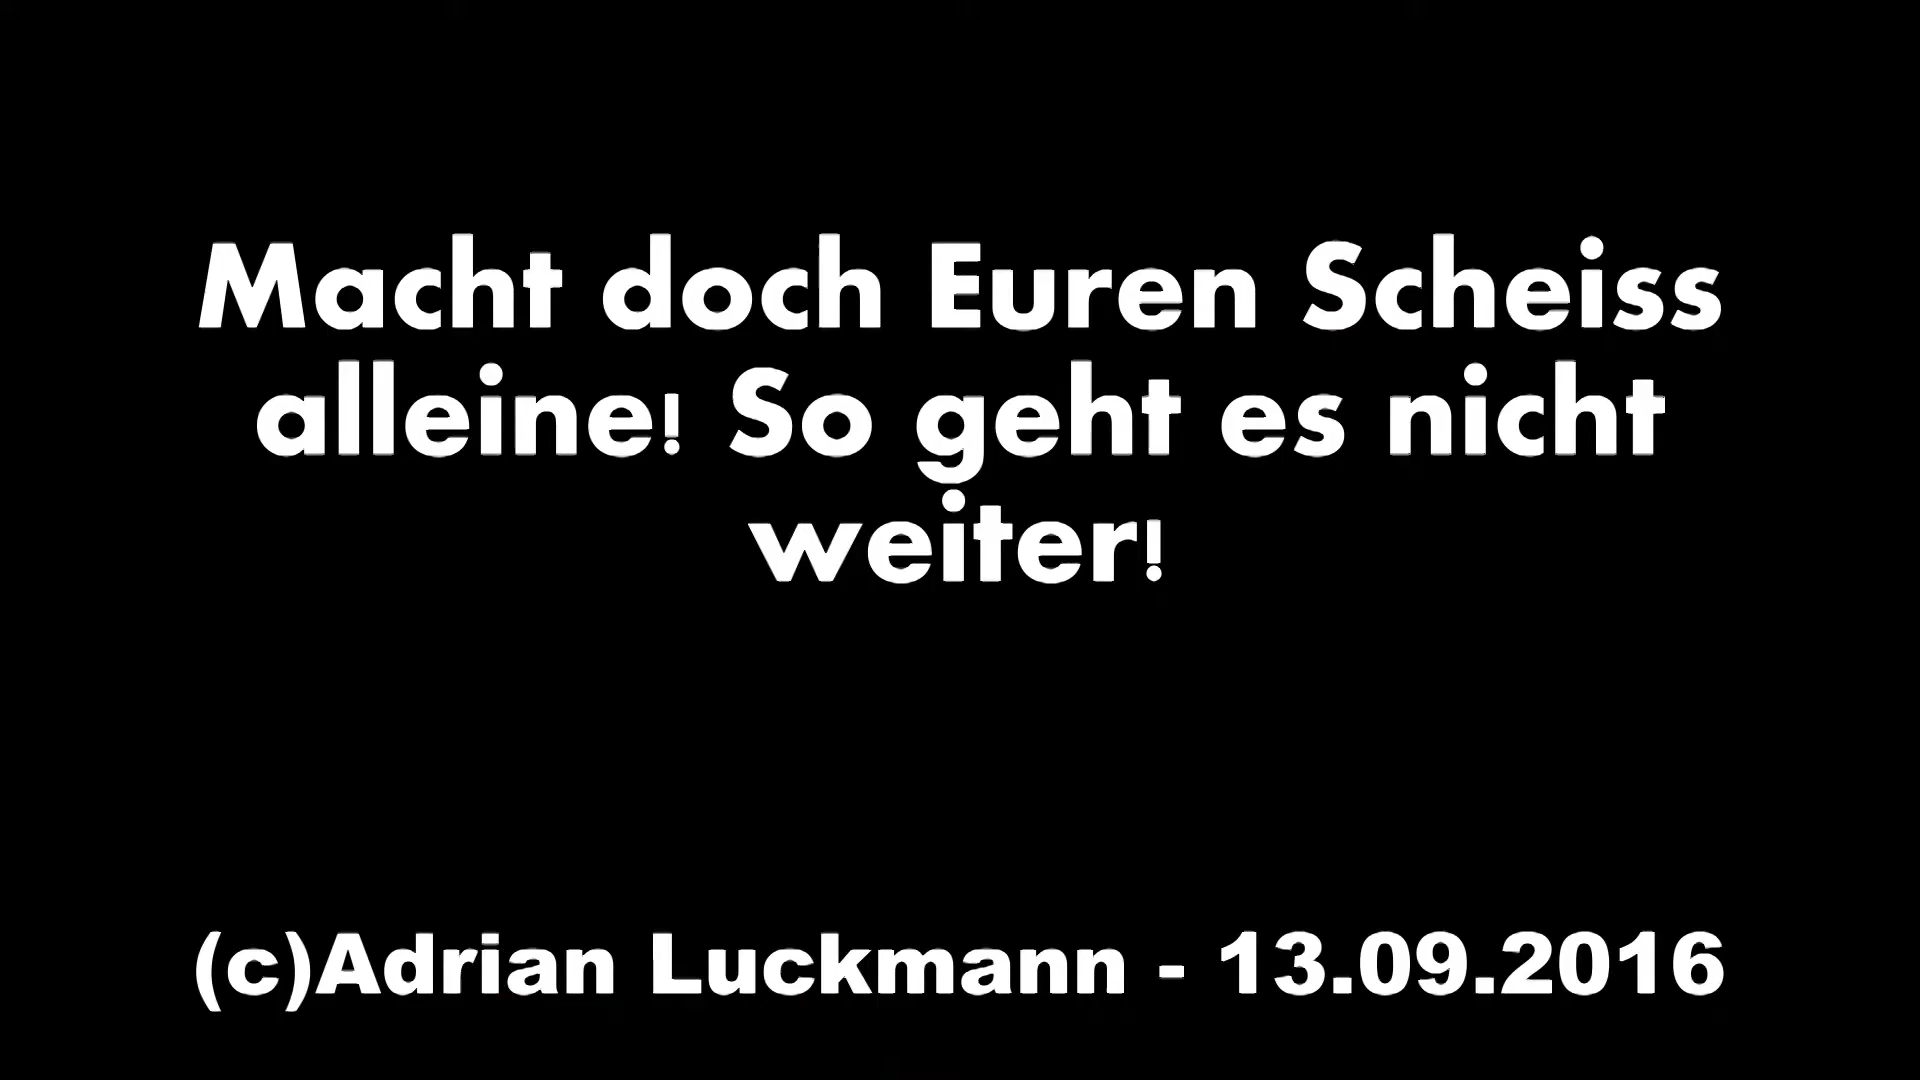 Macht doch Euren Scheiss
alleine! So geht es nicht
weiter!
(c)Adrian Luckmann - 13.09.2016